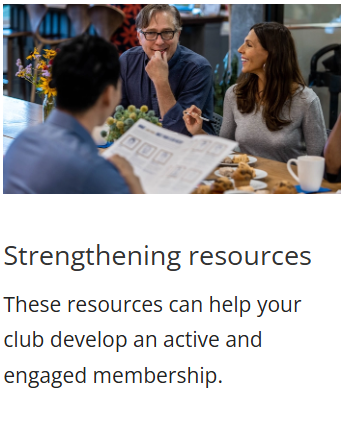 Strengthening resources
These resources can help your
club develop an active and
engaged membership.